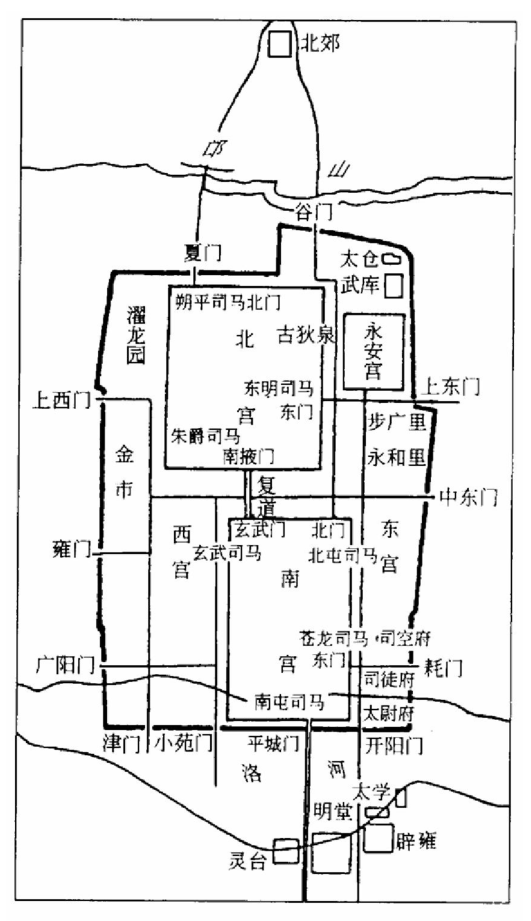 北郊
邙 山
谷门
夏门
太仓
武库
朔平司马北门
濯龙园
北
古狄泉
永安宫
东明司马
上西门
宫
东门
上东门
步广里
朱爵司马
永和里
南掖门
金市
复道
中东门
玄武门
北门
西宫
东宫
雍门
玄武司马
北屯司马
南
苍龙司马
司空府
广阳门
宫
东门
耗门
司徒府
南屯司马
太尉府
津门
小苑门
平城门
开阳门
洛 河
太学
明堂
灵台
辟雍